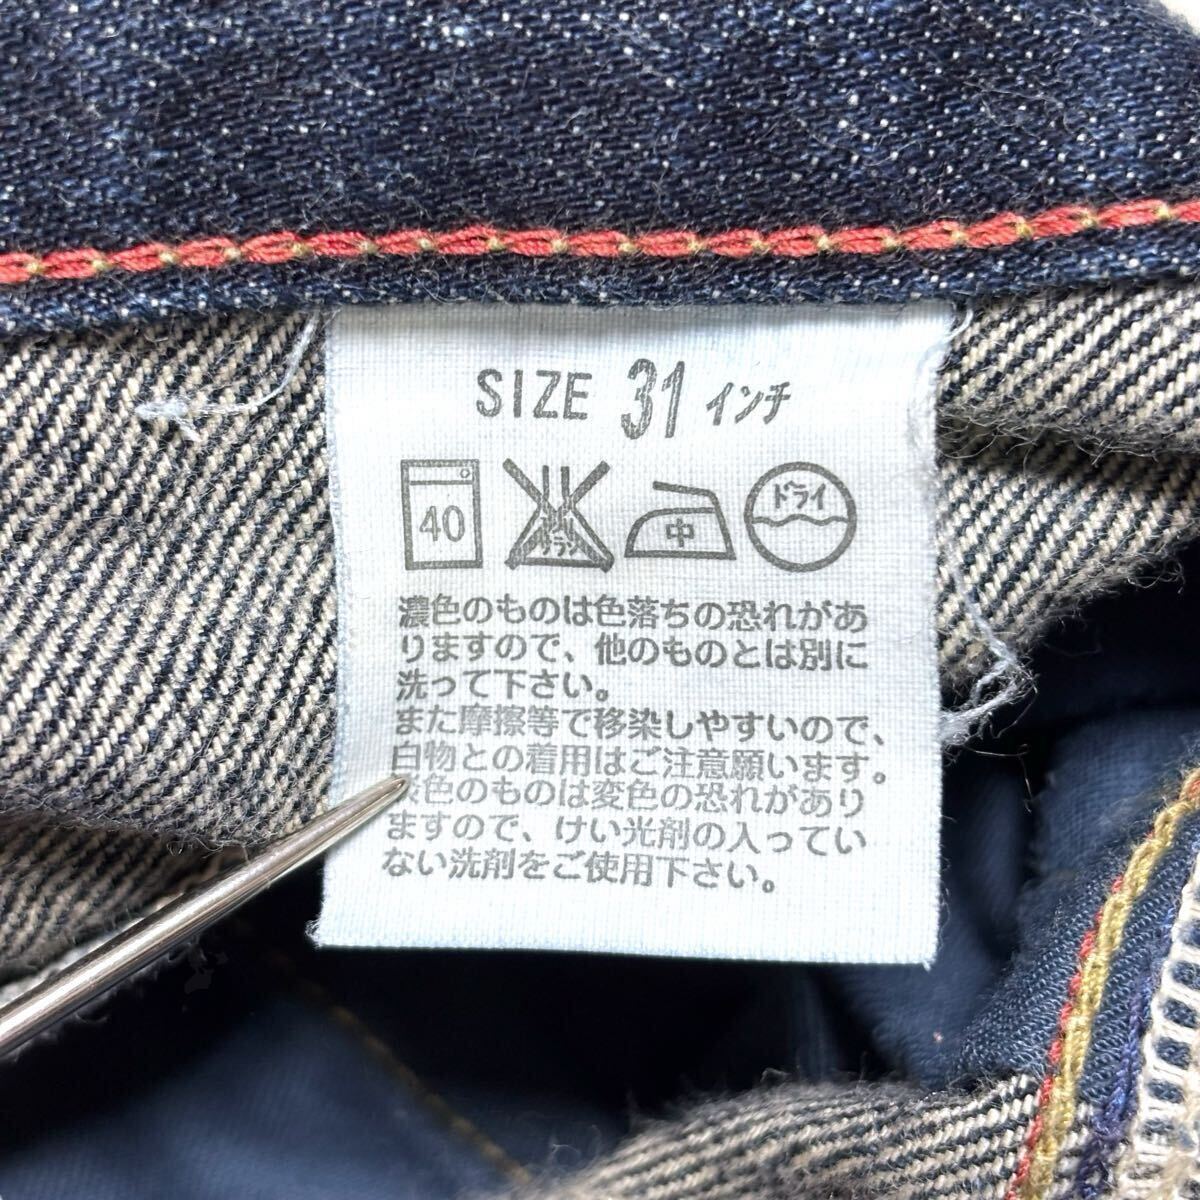 SIZE 31 インチ
40 中 ドライ
濃色のものは色落ちの恐れがあ
りますので、他のものとは別に
洗って下さい。
また摩擦等で移染しやすいので、
白物との着用はご注意願います。
色のものは変色の恐れがあり
ますので、けい光剤の入ってい
ない洗剤をご使用下さい。